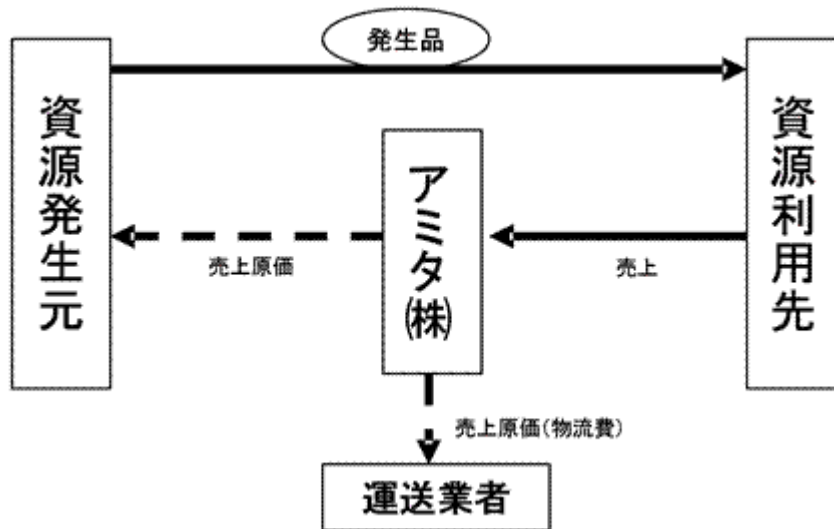 発生品
資源発生元
アミタ㈱
資源利用先
売上原価
売上
売上原価(物流費)
運送業者